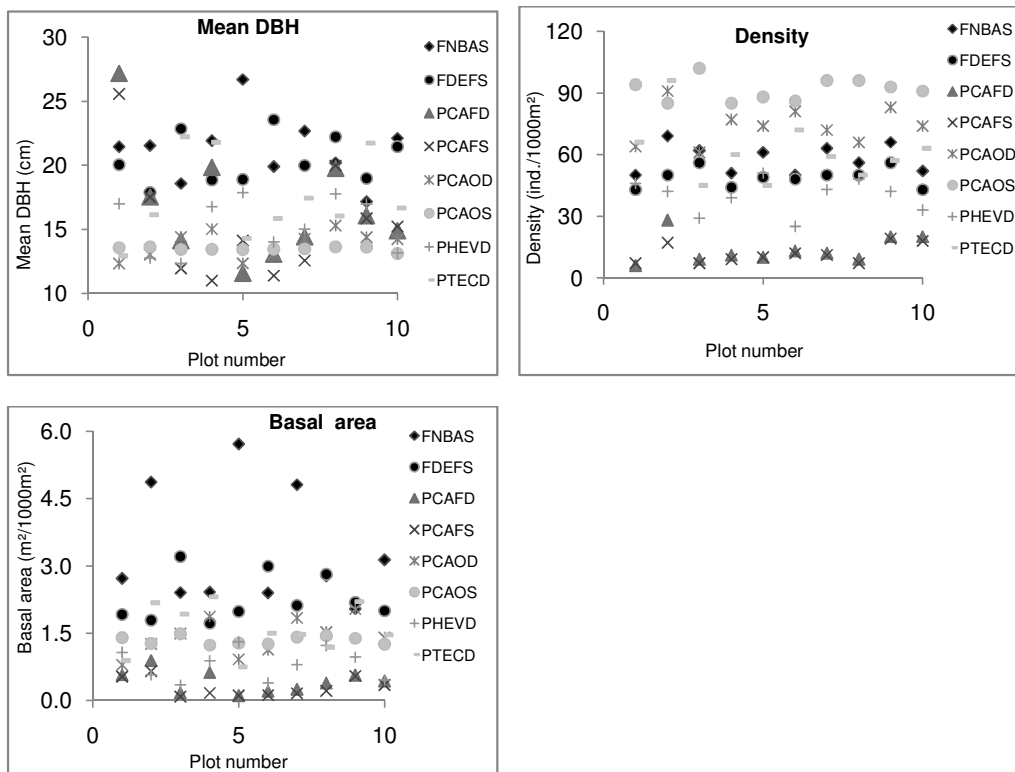 Mean DBH
30
25
20
15
10
Mean DBH (cm)
0 5 10
Plot number
FNBAS
FDEFS
PCAFD
PCAFS
PCAOD
PCAOS
PHEVD
PTECD
Density
120
90
60
30
0
Density (ind./1000m²)
0 5 10
Plot number
FNBAS
FDEFS
PCAFD
PCAFS
PCAOD
PCAOS
PHEVD
PTECD
Basal area
6.0
4.5
3.0
1.5
0.0
Basal area (m²/1000m²)
0 5 10
Plot number
FNBAS
FDEFS
PCAFD
PCAFS
PCAOD
PCAOS
PHEVD
PTECD